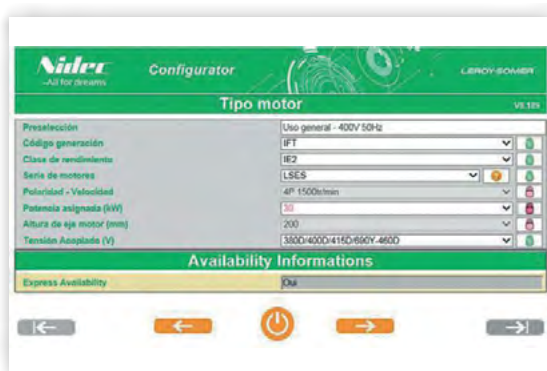 Nidec
-All for dreams
Configurator
LEROY-SOMER
Tipo motor
V5.189
Preselección Uso general - 400V 50Hz
Código generación IFT
Clase de rendimiento IE2
Serie de motores LSES
Polaridad - Velocidad 4P 1500r/min
Potencia asignada (kW) 30
Altura de eje motor (mm) 200
Tensión Acoplado (V) 380D/400D/415D/690Y-460D
Availability Informations
Express Availability Oui